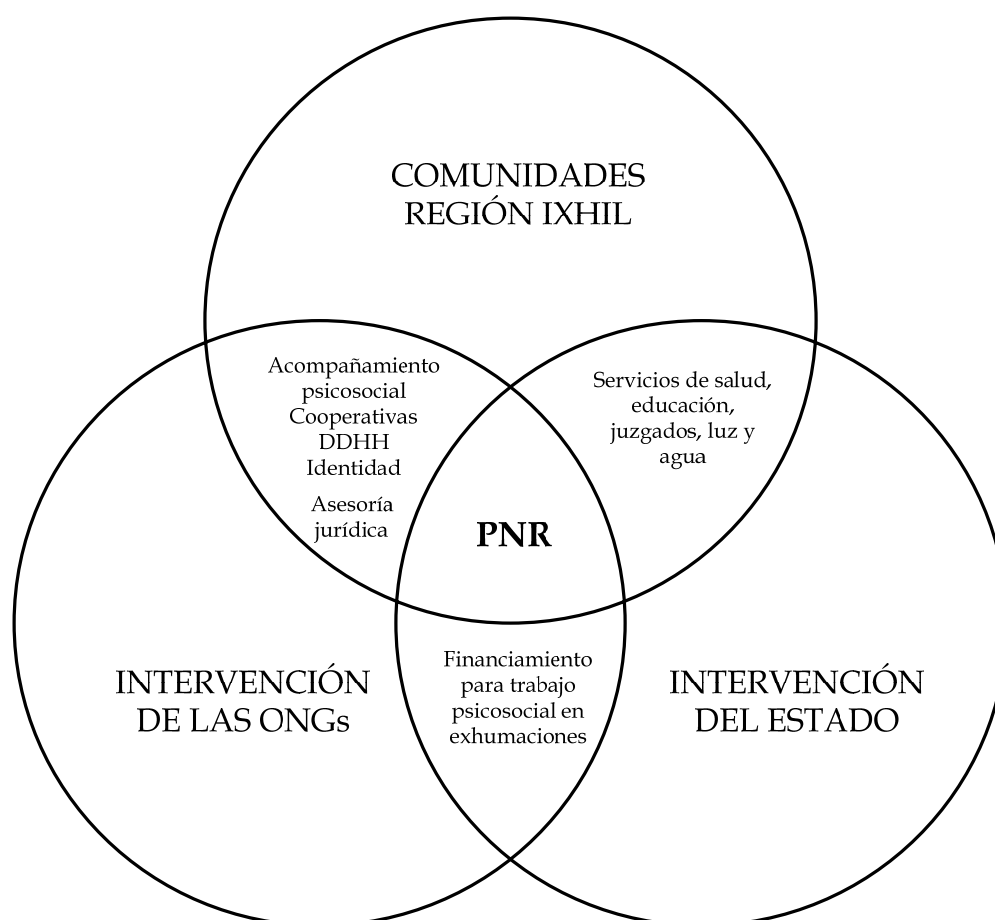 COMUNIDADES
REGIÓN IXHIL
Acompañamiento
psicosocial
Cooperativas
DDHH
Identidad
Asesoría
jurídica
Servicios de salud,
educación,
juzgados, luz y
agua
PNR
INTERVENCIÓN
DE LAS ONGs
Financiamiento
para trabajo
psicosocial en
exhumaciones
INTERVENCIÓN
DEL ESTADO